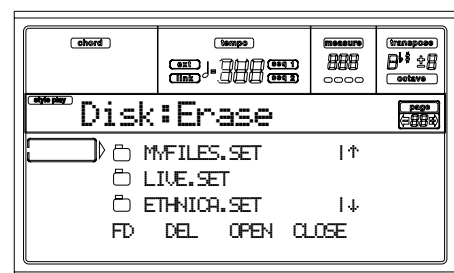 chord tempo measure transpose
ext seq 1
link seq 2
octave
style play page
Disk:Erase
MYFILES.SET
LIVE.SET
ETHNICA.SET
FD DEL OPEN CLOSE